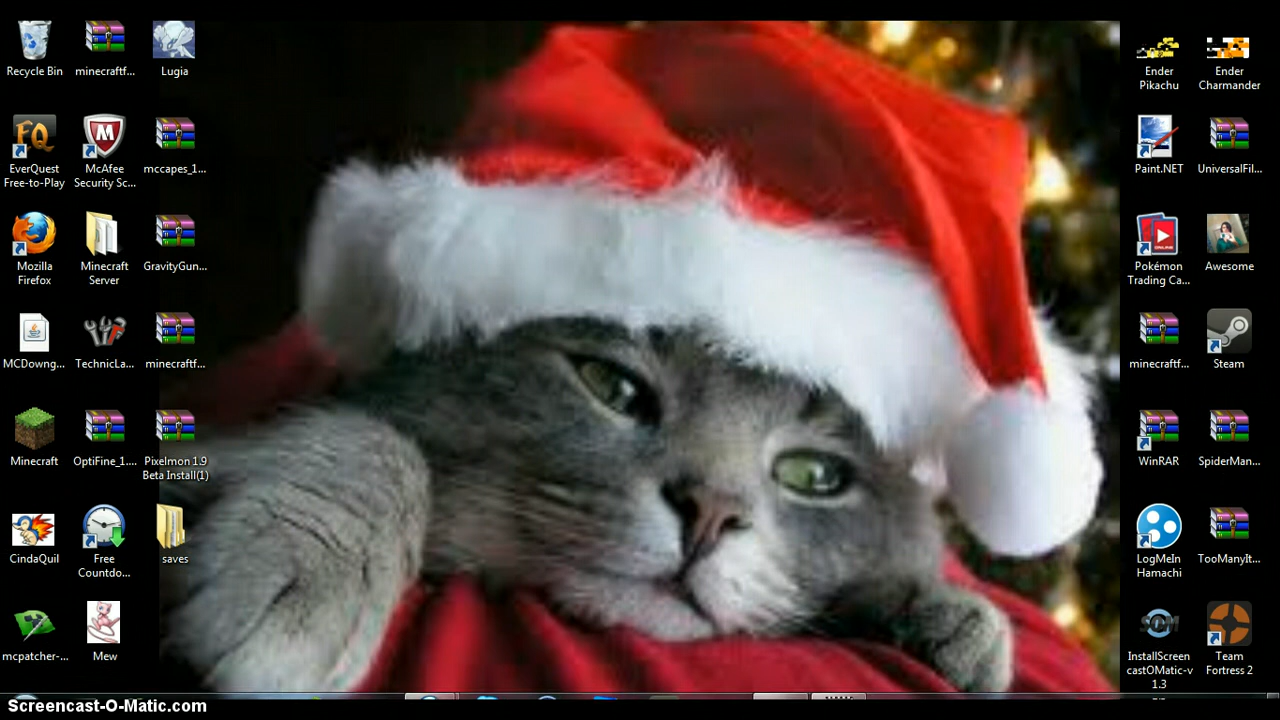 Recycle Bin
minecraftf...
Lugia
EverQuest
Free-to-Play
McAfee
Security Sc...
mccapes_1...
Mozilla
Firefox
Minecraft
Server
GravityGun...
MCDowng...
TechnicLa...
minecraftf...
Minecraft
OptiFine_1....
Pixelmon 1.9
Beta Install(1)
CindaQuil
Free
Countdo...
saves
mcpatcher-...
Mew
Ender
Pikachu
Ender
Charmander
Paint.NET
UniversalFil...
Pokémon
Trading Ca...
Awesome
minecraftf...
Steam
WinRAR
SpiderMan...
LogMeIn
Hamachi
TooManyIt...
InstallScreen
castOMatic-v
1.3
Team
Fortress 2
Screencast-O-Matic.com